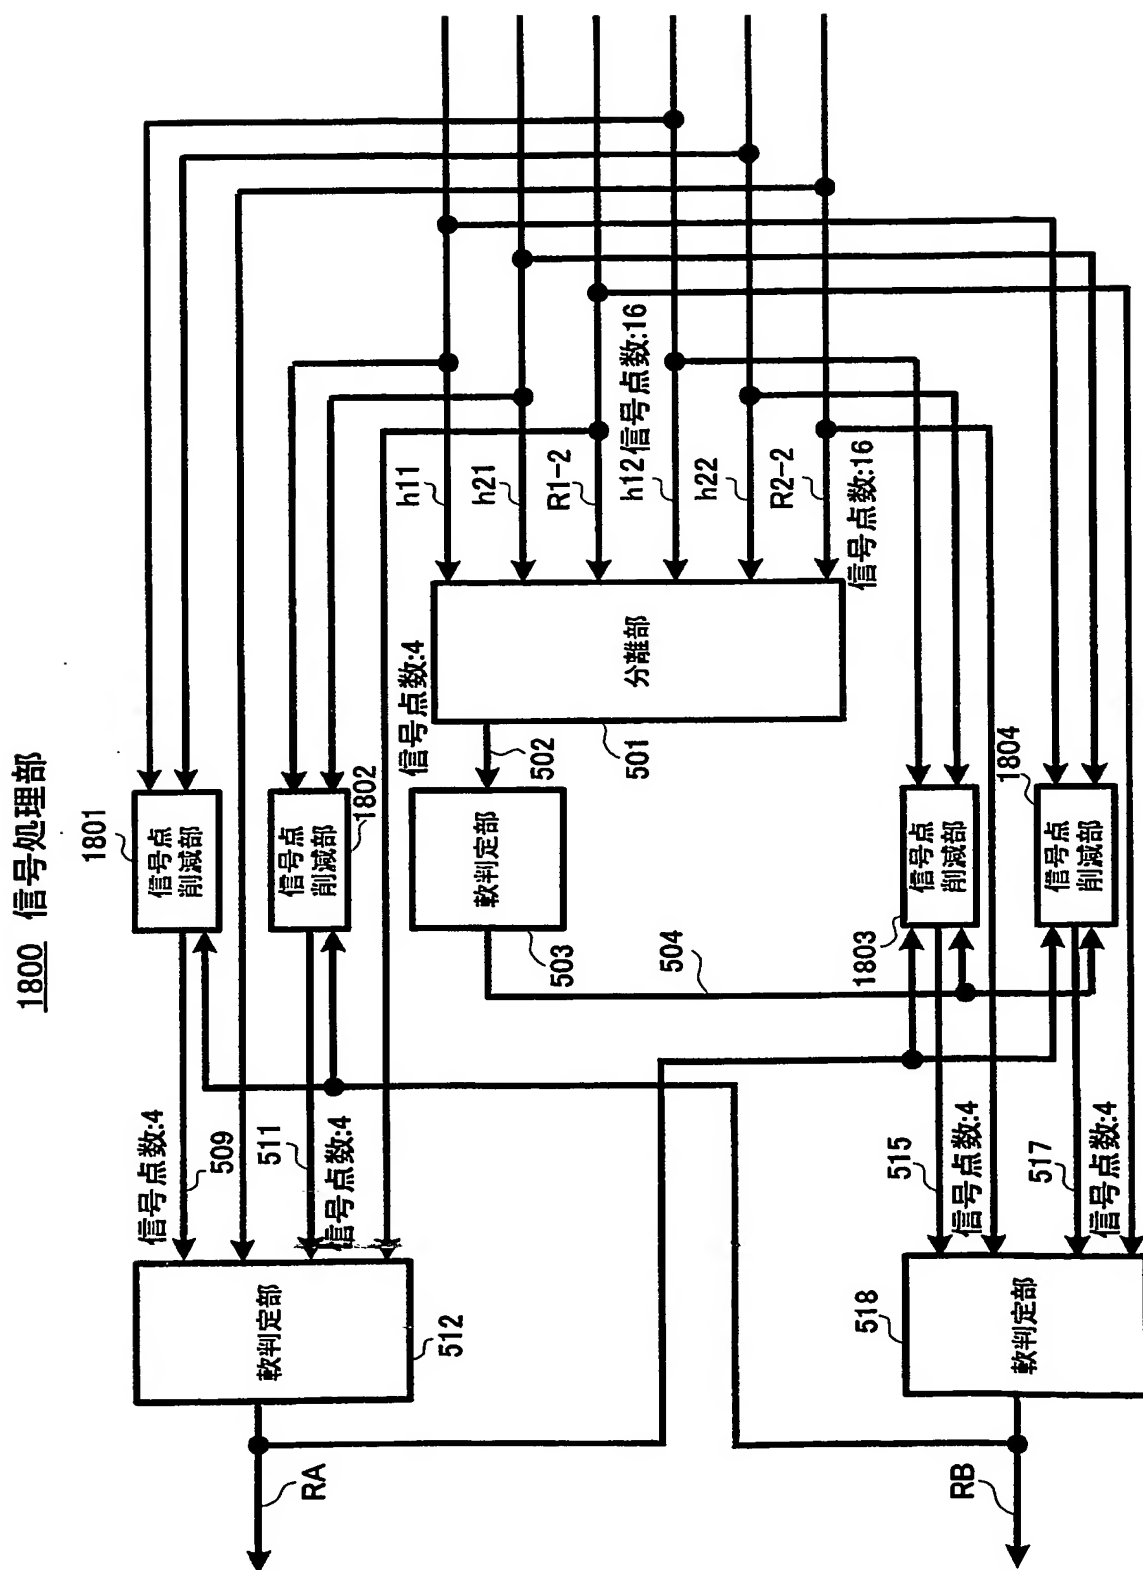 1800 信号処理部
1801
信号点
削減部
1802
信号点
削減部
信号点数:4
509
511
信号点数:4
軟判定部
512
RA
h11
h21
R1-2
h12
信号点数:16
h22
R2-2
信号点数:16
分離部
501
信号点数:4
502
軟判定部
503
504
1803
信号点
削減部
1804
信号点
削減部
515
信号点数:4
517
信号点数:4
518
軟判定部
RB